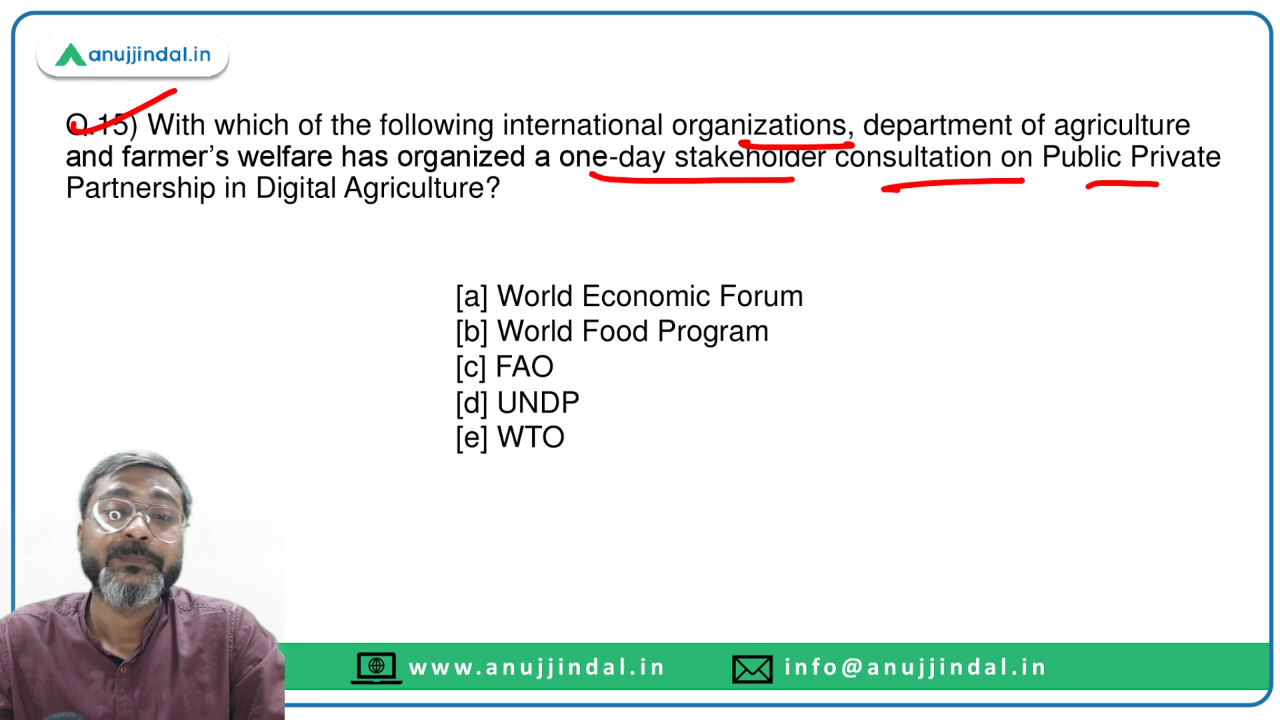 anujjindal.in
Q.15) With which of the following international organizations, department of agriculture
and farmer’s welfare has organized a one-day stakeholder consultation on Public Private
Partnership in Digital Agriculture?
[a] World Economic Forum
[b] World Food Program
[c] FAO
[d] UNDP
[e] WTO
www.anujjindal.in
info@anujjindal.in